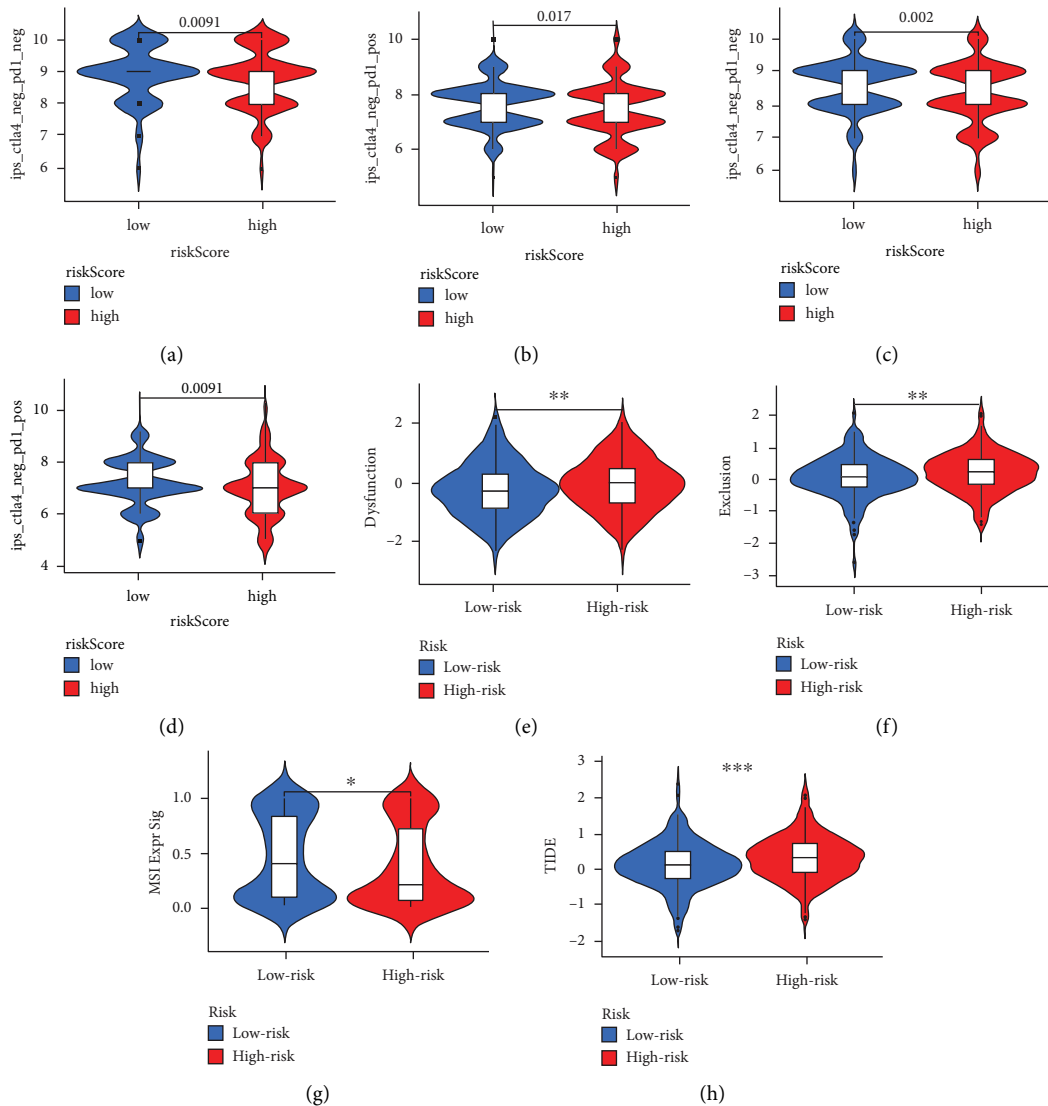 0.0091
ips_ctla4_neg_pd1_neg
10
9
8
7
6
low
high
riskScore
riskScore
low
high
(a)
0.017
ips_ctla4_neg_pd1_pos
10
8
6
low
high
riskScore
riskScore
low
high
(b)
0.002
ips_ctla4_neg_pd1_neg
10
9
8
7
6
low
high
riskScore
riskScore
low
high
(c)
0.0091
ips_ctla4_neg_pd1_pos
10
8
6
4
low
high
riskScore
riskScore
low
high
(d)
**
Dysfunction
2
0
−2
Low-risk
High-risk
Risk
Low-risk
High-risk
(e)
**
Exclusion
2
1
0
−1
−2
−3
Low-risk
High-risk
Risk
Low-risk
High-risk
(f)
*
MSI Expr Sig
1.0
0.5
0.0
Low-risk
High-risk
Risk
Low-risk
High-risk
(g)
***
TIDE
3
2
1
0
−1
−2
Low-risk
High-risk
Risk
Low-risk
High-risk
(h)